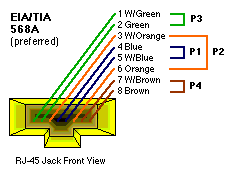 EIA/TIA
568A
(preferred)
1 W/Green
2 Green
3 W/Orange
4 Blue
5 W/Blue
6 Orange
7 W/Brown
8 Brown
P3
P2
P1
P4
RJ-45 Jack Front View